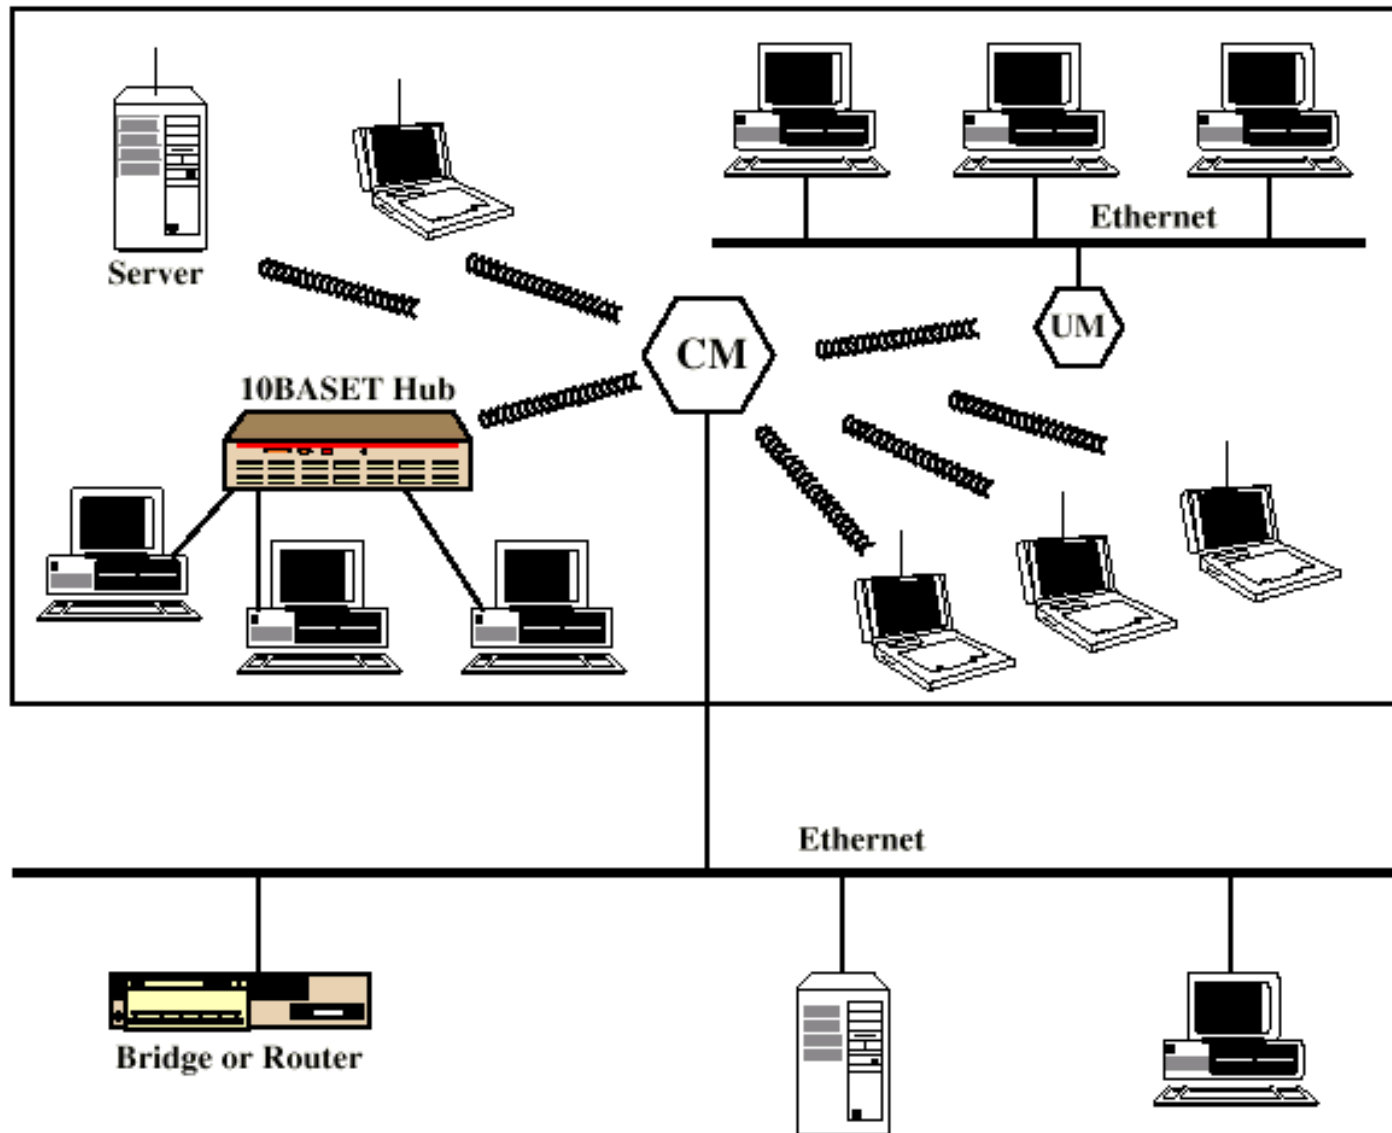 Ethernet
Server
UM
CM
10BASET Hub
Ethernet
Bridge or Router